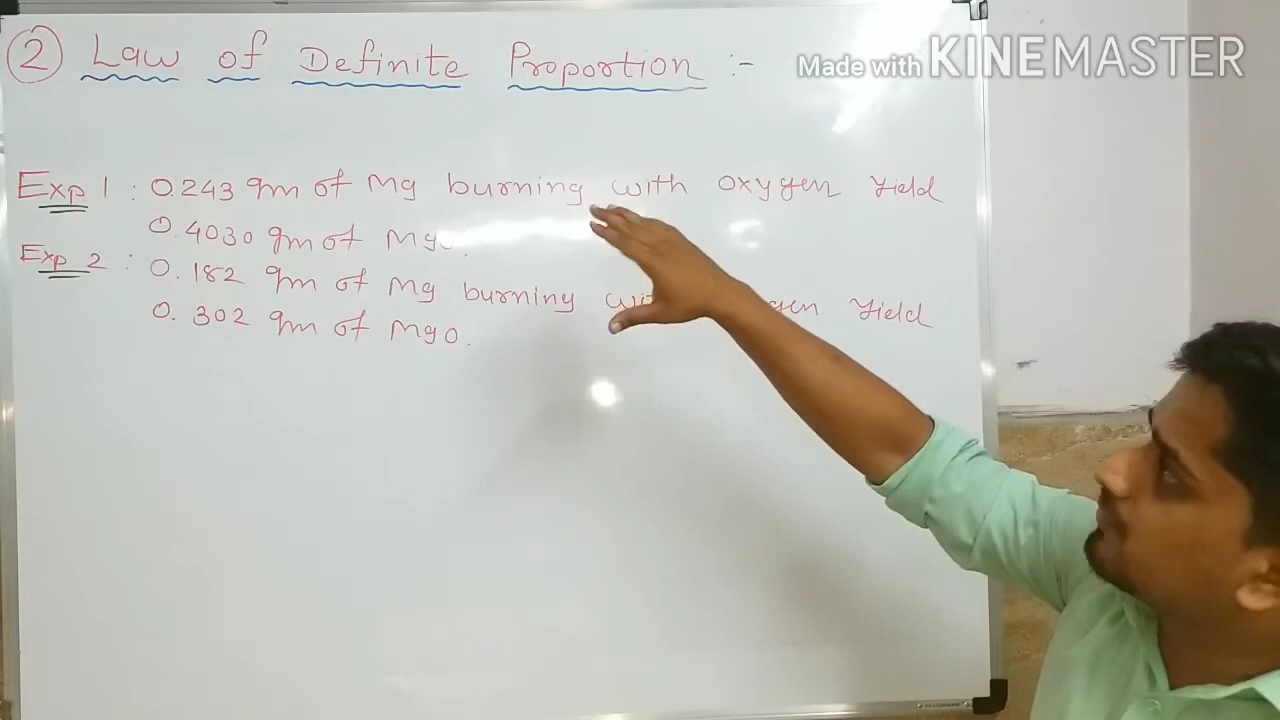 ② Law of Definite Proportion :-
Made with KINEMASTER
Exp 1 : 0.243 gm of Mg burning with oxygen Yield
0.4030 gm of Mgo.
Exp 2 : 0.182 gm of Mg burning Yield
0.302 gm of Mgo.